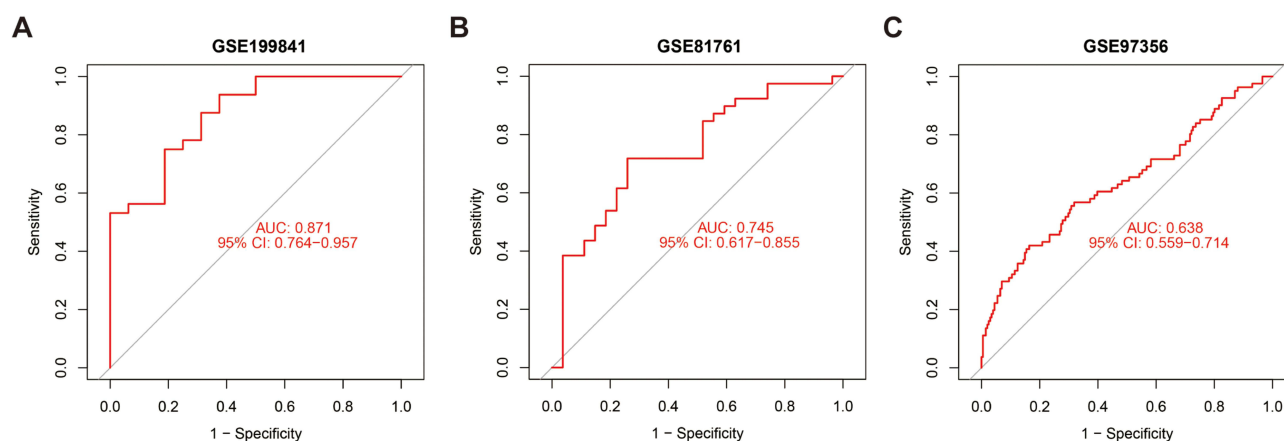 A
GSE199841
Sensitivity
1.0
0.8
0.6
0.4
0.2
0.0
AUC: 0.871
95% CI: 0.764−0.957
0.0 0.2 0.4 0.6 0.8 1.0
1 − Specificity
B
GSE81761
Sensitivity
1.0
0.8
0.6
0.4
0.2
0.0
AUC: 0.745
95% CI: 0.617−0.855
0.0 0.2 0.4 0.6 0.8 1.0
1 − Specificity
C
GSE97356
Sensitivity
1.0
0.8
0.6
0.4
0.2
0.0
AUC: 0.638
95% CI: 0.559−0.714
0.0 0.2 0.4 0.6 0.8 1.0
1 − Specificity